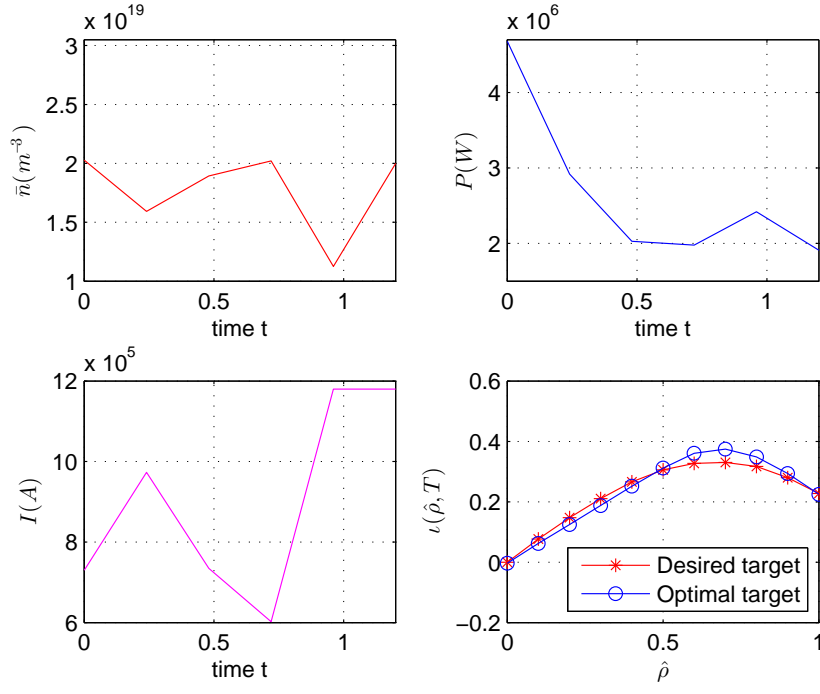 x 10^19
3
2.5
2
1.5
1
n̄(m^−3)
0
0.5
1
time t
x 10^6
4
3
2
P(W)
0
0.5
1
time t
x 10^5
12
10
8
6
I(A)
0
0.5
1
time t
0.6
0.4
0.2
0
−0.2
ι(ρ̂, T)
Desired target
Optimal target
0
0.5
1
ρ̂